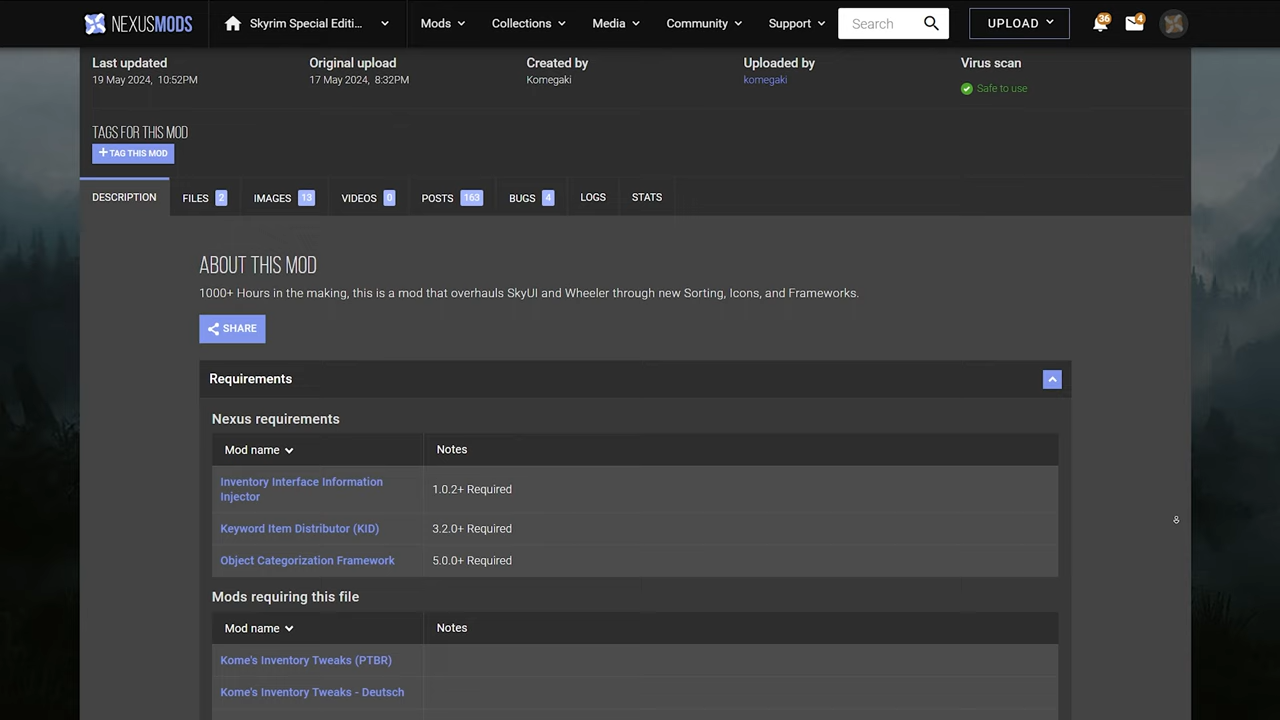 NEXUSMODS
Skyrim Special Editi...
Mods
Collections
Media
Community
Support
Search
UPLOAD
36
4
Last updated
Original upload
Created by
Uploaded by
Virus scan
19 May 2024, 10:52PM
17 May 2024, 8:32PM
Komegaki
komegaki
Safe to use
TAGS FOR THIS MOD
+ TAG THIS MOD
DESCRIPTION
FILES 2
IMAGES 13
VIDEOS 0
POSTS 163
BUGS 4
LOGS
STATS
ABOUT THIS MOD
1000+ Hours in the making, this is a mod that overhauls SkyUI and Wheeler through new Sorting, Icons, and Frameworks.
SHARE
Requirements
Nexus requirements
Mod name
Notes
Inventory Interface Information
Injector
1.0.2+ Required
Keyword Item Distributor (KID)
3.2.0+ Required
Object Categorization Framework
5.0.0+ Required
Mods requiring this file
Mod name
Notes
Kome's Inventory Tweaks (PTBR)
Kome's Inventory Tweaks - Deutsch